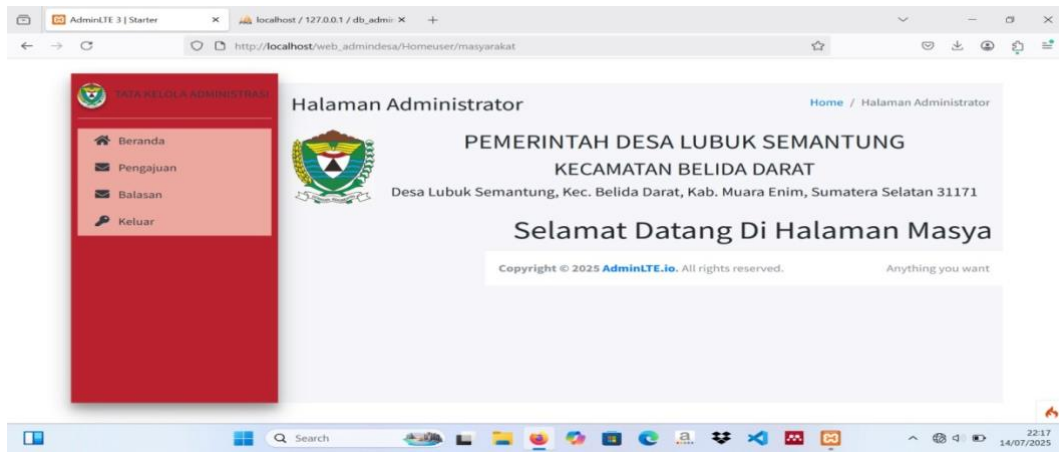 AdminLTE 3 | Starter
localhost / 127.0.0.1 / db_admi
http://localhost/web_admindesa/Homeuser/masyarakat
TATA KELOLA ADMINISTRASI
Halaman Administrator
Home / Halaman Administrator
Beranda
Pengajuan
Balasan
Keluar
PEMERINTAH DESA LUBUK SEMANTUNG
KECAMATAN BELIDA DARAT
Desa Lubuk Semantung, Kec. Belida Darat, Kab. Muara Enim, Sumatera Selatan 31171
Selamat Datang Di Halaman Masya
Copyright © 2025 AdminLTE.io. All rights reserved.
Anything you want
Search
22:17
14/07/2025